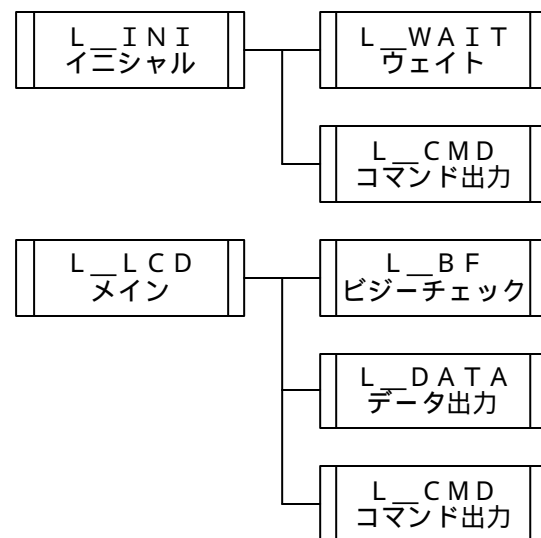 Ｌ＿ＩＮＩ
イニシャル
Ｌ＿ＷＡＩＴ
ウェイト
Ｌ＿ＣＭＤ
コマンド出力
Ｌ＿ＬＣＤ
メイン
Ｌ＿ＢＦ
ビジーチェック
Ｌ＿ＤＡＴＡ
データ出力
Ｌ＿ＣＭＤ
コマンド出力